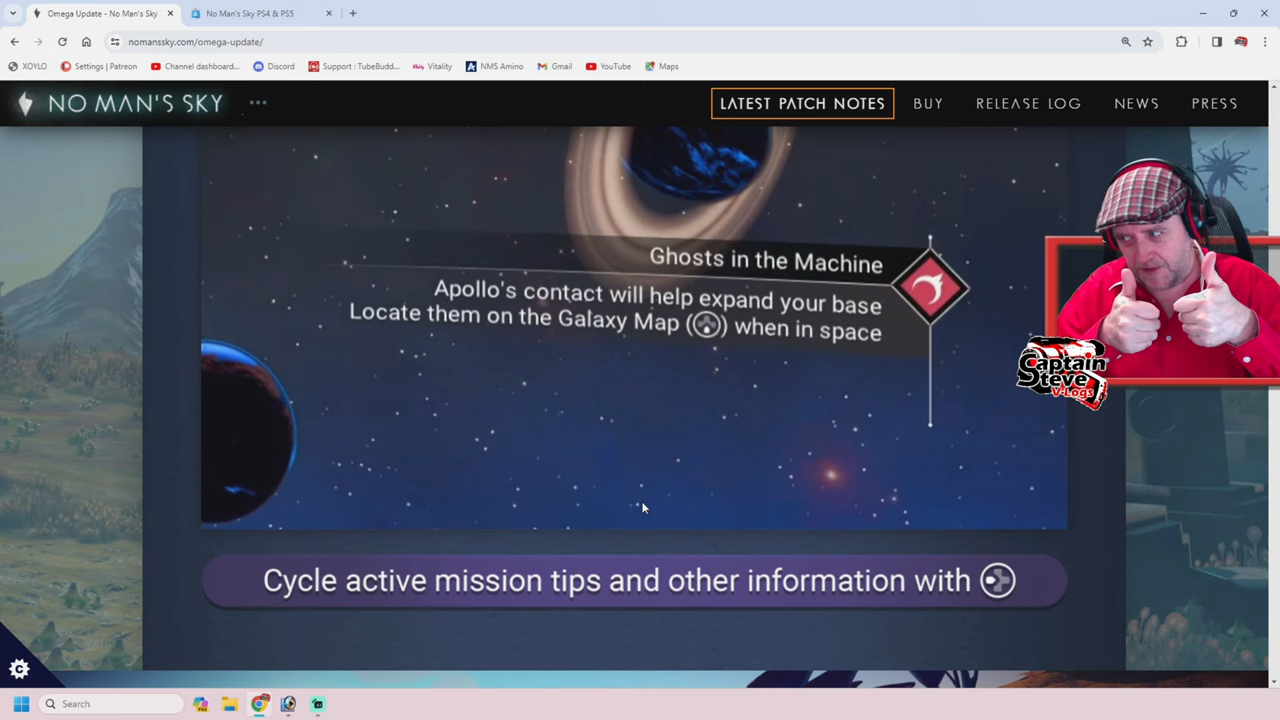 Omega Update - No Man's Sky
No Man's Sky PS4 & PS5
nomanssky.com/omega-update/
XOYLO
Settings | Patreon
Channel dashboard...
Discord
Support : TubeBudd...
Vitality
NMS Amino
Gmail
YouTube
Maps
NO MAN'S SKY
LATEST PATCH NOTES
BUY
RELEASE LOG
NEWS
PRESS
Ghosts in the Machine
Apollo's contact will help expand your base
Locate them on the Galaxy Map ( ) when in space
Captain
Steve
V-Logs
Cycle active mission tips and other information with
Search